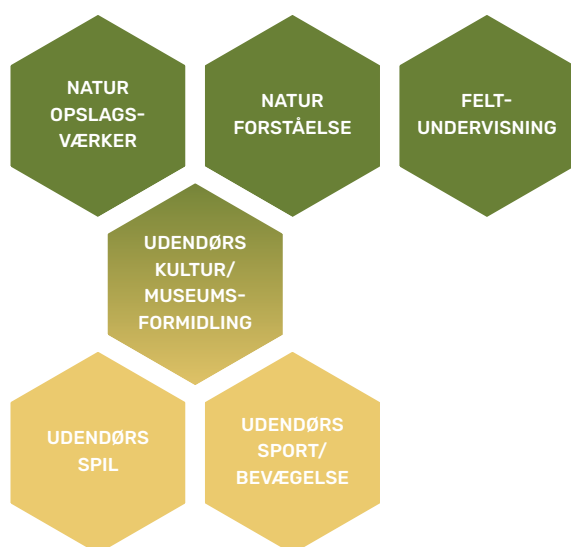 NATUR
OPSLAGS-
VÆRKER
NATUR
FORSTÅELSE
FELT-
UNDERVISNING
UDENDØRS
KULTUR/
MUSEUMS-
FORMIDLING
UDENDØRS
SPIL
UDENDØRS
SPORT/
BEVÆGELSE